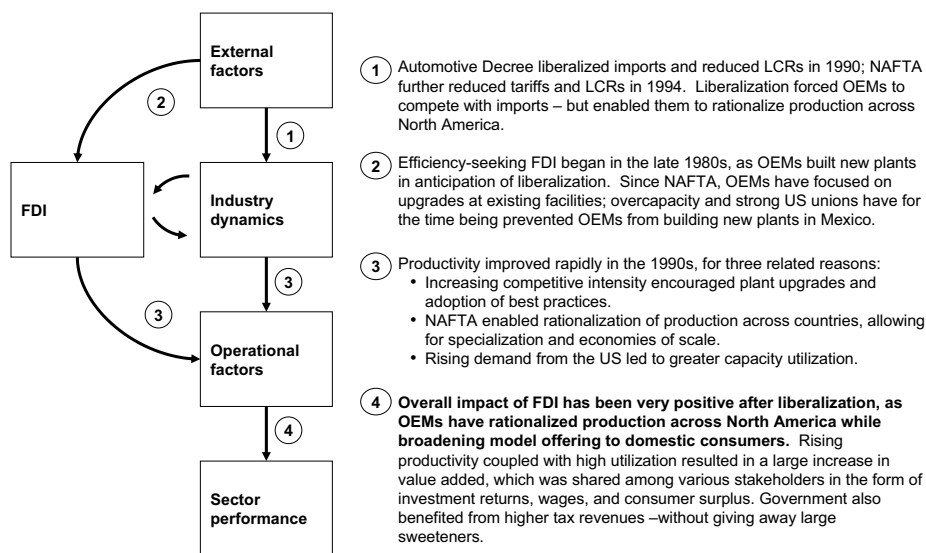 External
factors
2
1
FDI
Industry
dynamics
3
3
Operational
factors
4
Sector
performance
1 Automotive Decree liberalized imports and reduced LCRs in 1990; NAFTA
further reduced tariffs and LCRs in 1994. Liberalization forced OEMs to
compete with imports – but enabled them to rationalize production across
North America.
2 Efficiency-seeking FDI began in the late 1980s, as OEMs built new plants
in anticipation of liberalization. Since NAFTA, OEMs have focused on
upgrades at existing facilities; overcapacity and strong US unions have for
the time being prevented OEMs from building new plants in Mexico.
3 Productivity improved rapidly in the 1990s, for three related reasons:
• Increasing competitive intensity encouraged plant upgrades and
adoption of best practices.
• NAFTA enabled rationalization of production across countries, allowing
for specialization and economies of scale.
• Rising demand from the US led to greater capacity utilization.
4 Overall impact of FDI has been very positive after liberalization, as
OEMs have rationalized production across North America while
broadening model offering to domestic consumers. Rising
productivity coupled with high utilization resulted in a large increase in
value added, which was shared among various stakeholders in the form of
investment returns, wages, and consumer surplus. Government also
benefited from higher tax revenues –without giving away large
sweeteners.